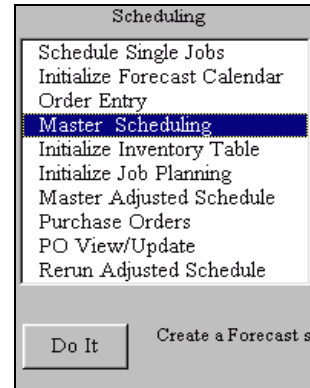 Scheduling
Schedule Single Jobs
Initialize Forecast Calendar
Order Entry
Master Scheduling
Initialize Inventory Table
Initialize Job Planning
Master Adjusted Schedule
Purchase Orders
PO View/Update
Rerun Adjusted Schedule
Do It
Create a Forecast s